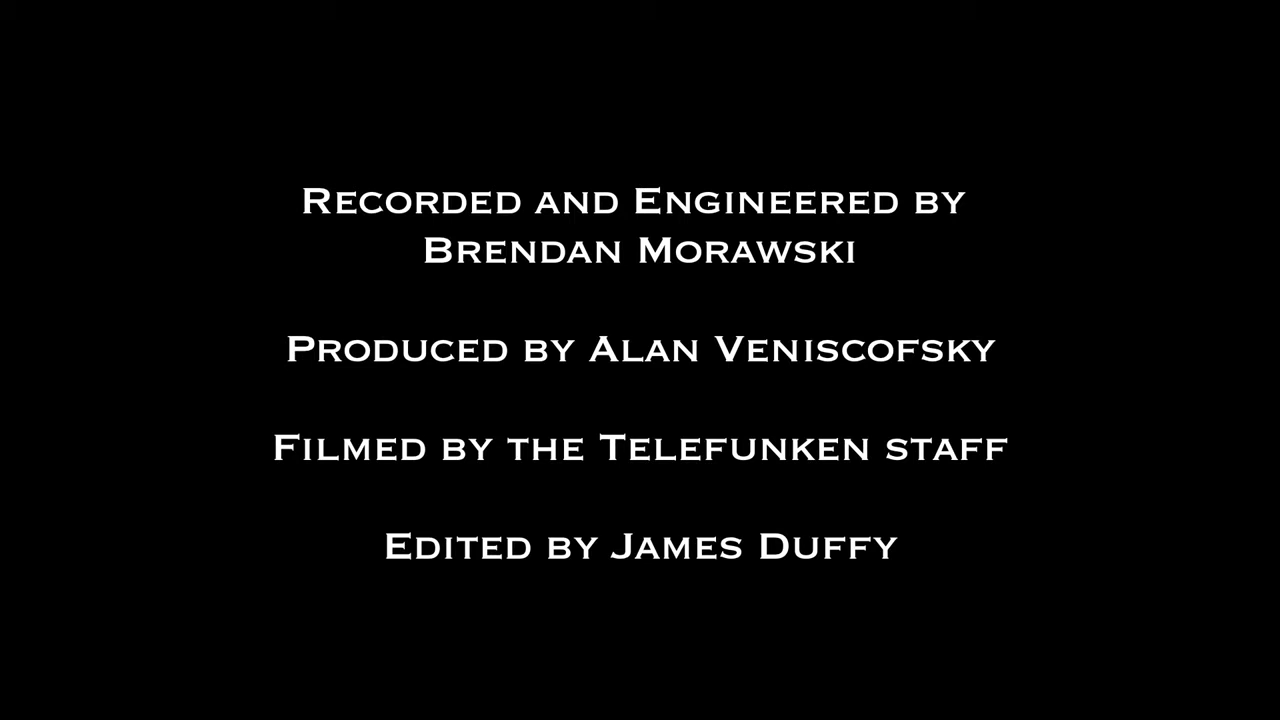 Recorded and Engineered by
Brendan Morawski
Produced by Alan Veniscofsky
Filmed by the Telefunken staff
Edited by James Duffy